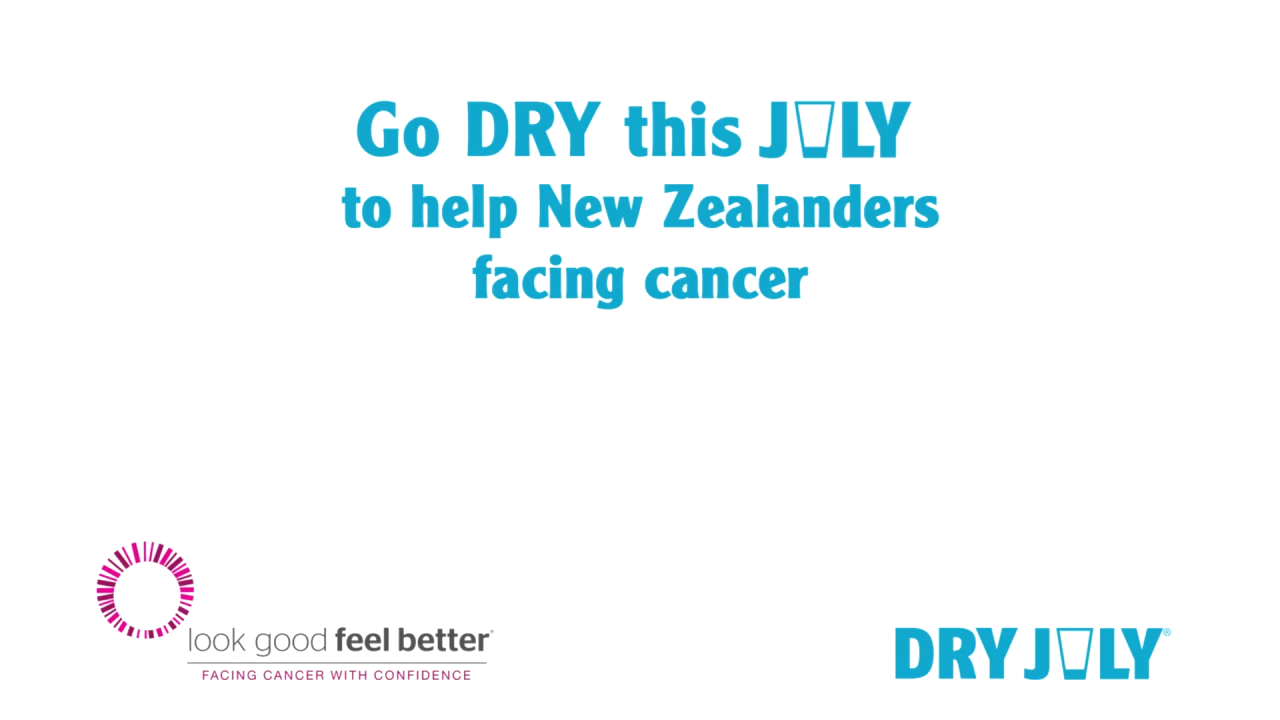 Go DRY this JULY
to help New Zealanders
facing cancer
look good feel better
FACING CANCER WITH CONFIDENCE
DRY JULY®